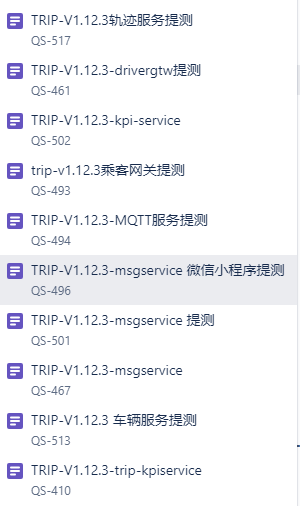 TRIP-V1.12.3轨迹服务提测
QS-517
TRIP-V1.12.3-drivergtw提测
QS-461
TRIP-V1.12.3-kpi-service
QS-502
trip-v1.12.3乘客网关提测
QS-493
TRIP-V1.12.3-MQTT服务提测
QS-494
TRIP-V1.12.3-msgservice 微信小程序提测
QS-496
TRIP-V1.12.3-msgservice 提测
QS-501
TRIP-V1.12.3-msgservice
QS-467
TRIP-V1.12.3 车辆服务提测
QS-513
TRIP-V1.12.3-trip-kpiservice
QS-410